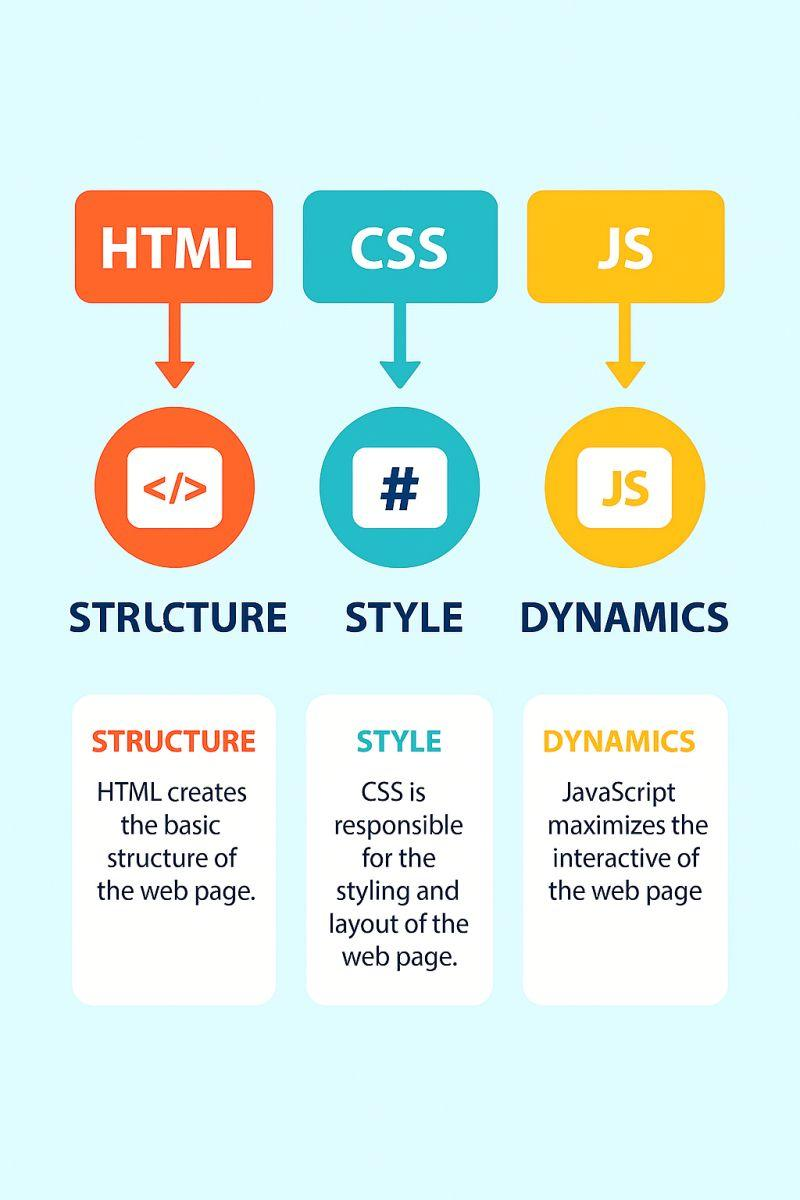 HTML
CSS
JS
</>
#
JS
STRLCTURE
STYLE
DYNAMICS
STRUCTURE
HTML creates
the basic
structure of
the web page.
STYLE
CSS is
responsible
for the
styling and
layout of the
web page.
DYNAMICS
JavaScript
maximizes the
interactive of
the web page